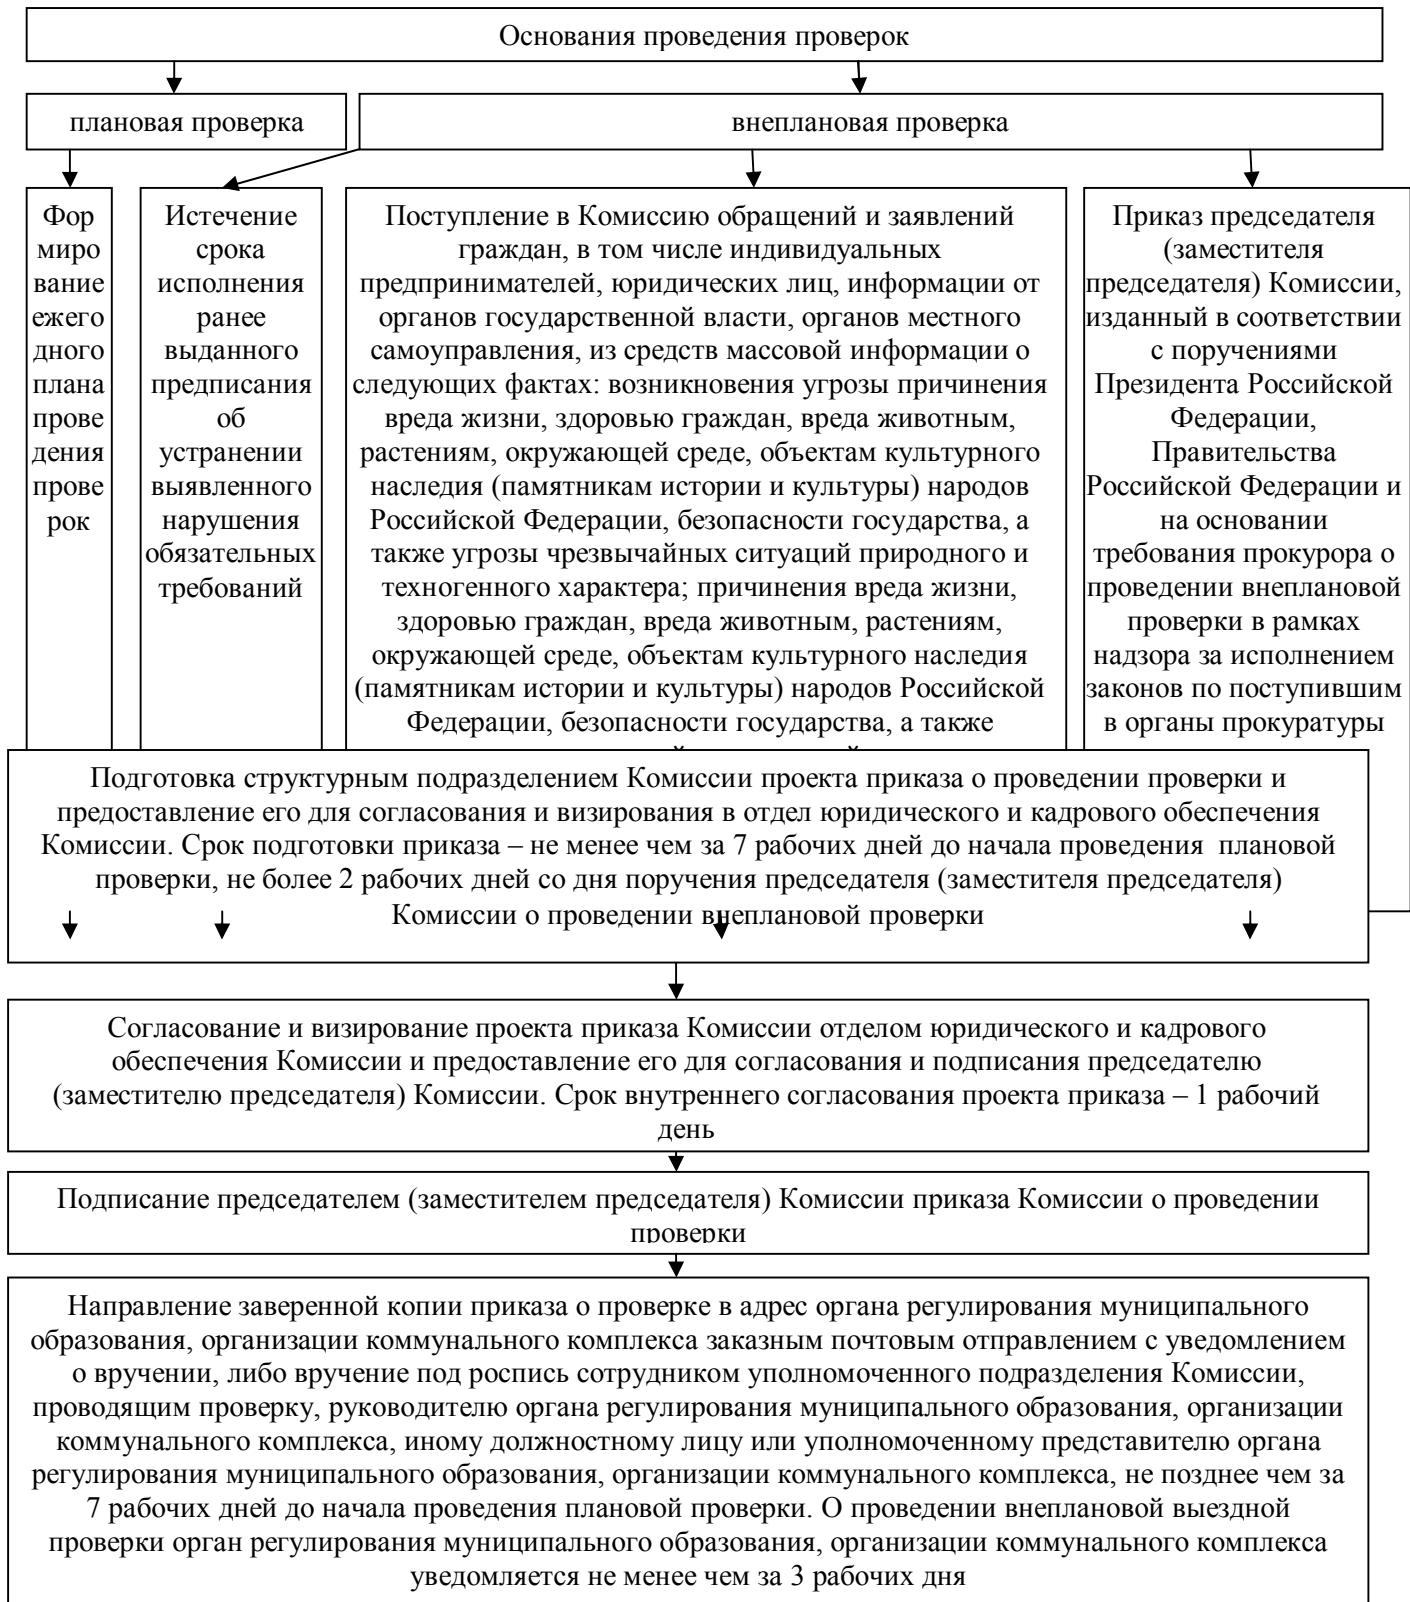 Основания проведения проверок
плановая проверка
внеплановая проверка
Фор
миро
вание
ежего
дного
плана
прове
дения
прове
рок
Истечение
срока
исполнения
ранее
выданного
предписания
об
устранении
выявленного
нарушения
обязательных
требований
Поступление в Комиссию обращений и заявлений
граждан, в том числе индивидуальных
предпринимателей, юридических лиц, информации от
органов государственной власти, органов местного
самоуправления, из средств массовой информации о
следующих фактах: возникновения угрозы причинения
вреда жизни, здоровью граждан, вреда животным,
растениям, окружающей среде, объектам культурного
наследия (памятникам истории и культуры) народов
Российской Федерации, безопасности государства, а
также угрозы чрезвычайных ситуаций природного и
техногенного характера; причинения вреда жизни,
здоровью граждан, вреда животным, растениям,
окружающей среде, объектам культурного наследия
(памятникам истории и культуры) народов Российской
Федерации, безопасности государства, а также
Приказ председателя
(заместителя
председателя) Комиссии,
изданный в соответствии
с поручениями
Президента Российской
Федерации,
Правительства
Российской Федерации и
на основании
требования прокурора о
проведении внеплановой
проверки в рамках
надзора за исполнением
законов по поступившим
в органы прокуратуры
Подготовка структурным подразделением Комиссии проекта приказа о проведении проверки и
предоставление его для согласования и визирования в отдел юридического и кадрового обеспечения
Комиссии. Срок подготовки приказа – не менее чем за 7 рабочих дней до начала проведения плановой
проверки, не более 2 рабочих дней со дня поручения председателя (заместителя председателя)
Комиссии о проведении внеплановой проверки
Согласование и визирование проекта приказа Комиссии отделом юридического и кадрового
обеспечения Комиссии и предоставление его для согласования и подписания председателю
(заместителю председателя) Комиссии. Срок внутреннего согласования проекта приказа – 1 рабочий
день
Подписание председателем (заместителем председателя) Комиссии приказа Комиссии о проведении
проверки
Направление заверенной копии приказа о проверке в адрес органа регулирования муниципального
образования, организации коммунального комплекса заказным почтовым отправлением с уведомлением
о вручении, либо вручение под роспись сотрудником уполномоченного подразделения Комиссии,
проводящим проверку, руководителю органа регулирования муниципального образования, организации
коммунального комплекса, иному должностному лицу или уполномоченному представителю органа
регулирования муниципального образования, организации коммунального комплекса, не позднее чем за
7 рабочих дней до начала проведения плановой проверки. О проведении внеплановой выездной
проверки орган регулирования муниципального образования, организации коммунального комплекса
уведомляется не менее чем за 3 рабочих дня